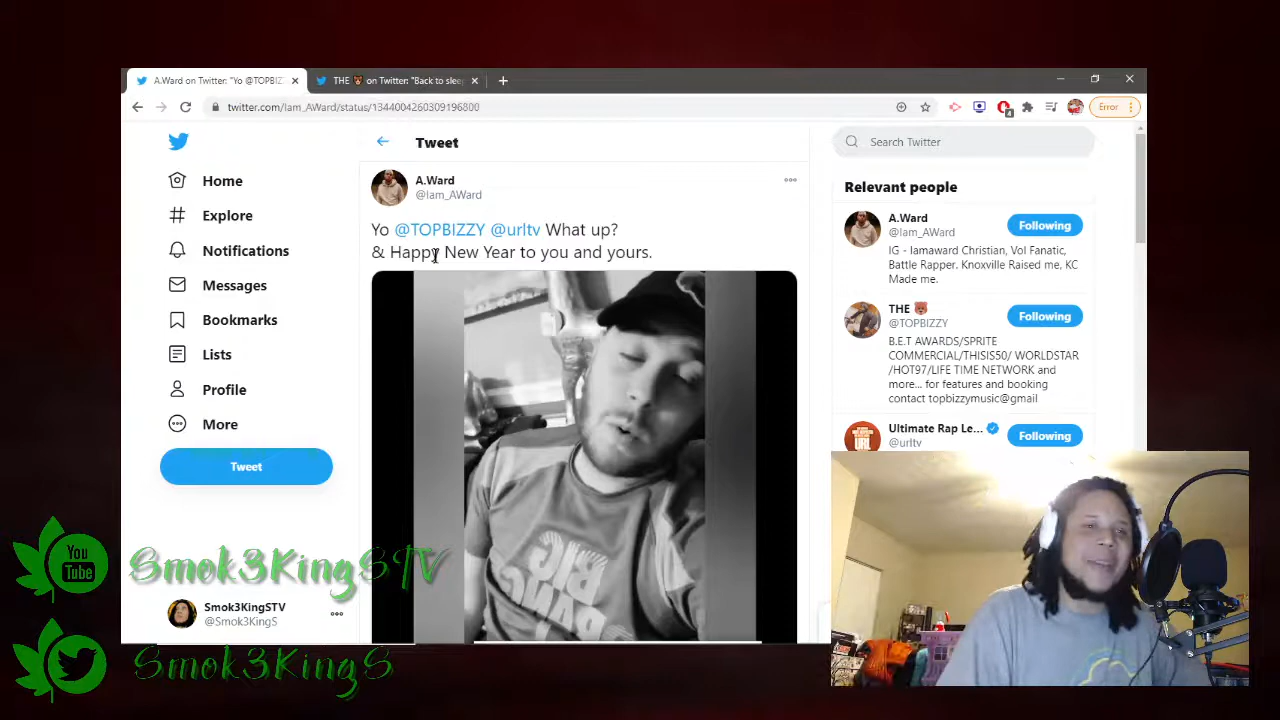 A.Ward on Twitter: "Yo @TOPBIZ
THE 🐻 on Twitter: "Back to slee
twitter.com/Iam_AWard/status/1344004260309196800
Error
Home
Explore
Notifications
Messages
Bookmarks
Lists
Profile
More
Tweet
Smok3KingSTV
@Smok3KingS
Tweet
A.Ward
@Iam_AWard
Yo @TOPBIZZY @urltv What up?
& Happy New Year to you and yours.
BIG
Search Twitter
Relevant people
A.Ward
@Iam_AWard
Following
IG - Iamaward Christian, Vol Fanatic,
Battle Rapper. Knoxville Raised me, KC
Made me.
THE 🐻
@TOPBIZZY
Following
B.E.T AWARDS/SPRITE
COMMERCIAL/THISIS50/ WORLDSTAR
/HOT97/LIFE TIME NETWORK and
more... for features and booking
contact topbizzymusic@gmail
Ultimate Rap Le...
@urltv
Following
You
Tube
Smok3KingSTV
Smok3KingS